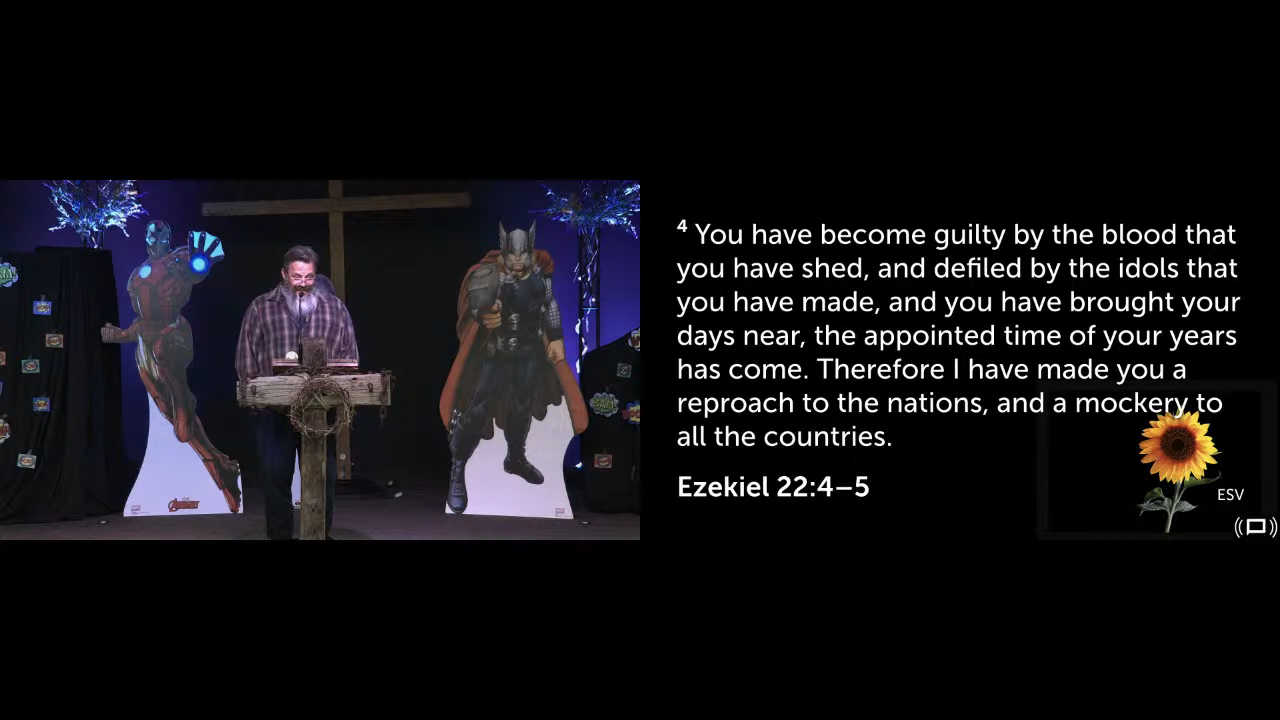 AVENGERS
⁴ You have become guilty by the blood that
you have shed, and defiled by the idols that
you have made, and you have brought your
days near, the appointed time of your years
has come. Therefore I have made you a
reproach to the nations, and a mockery to
all the countries.
Ezekiel 22:4–5
ESV